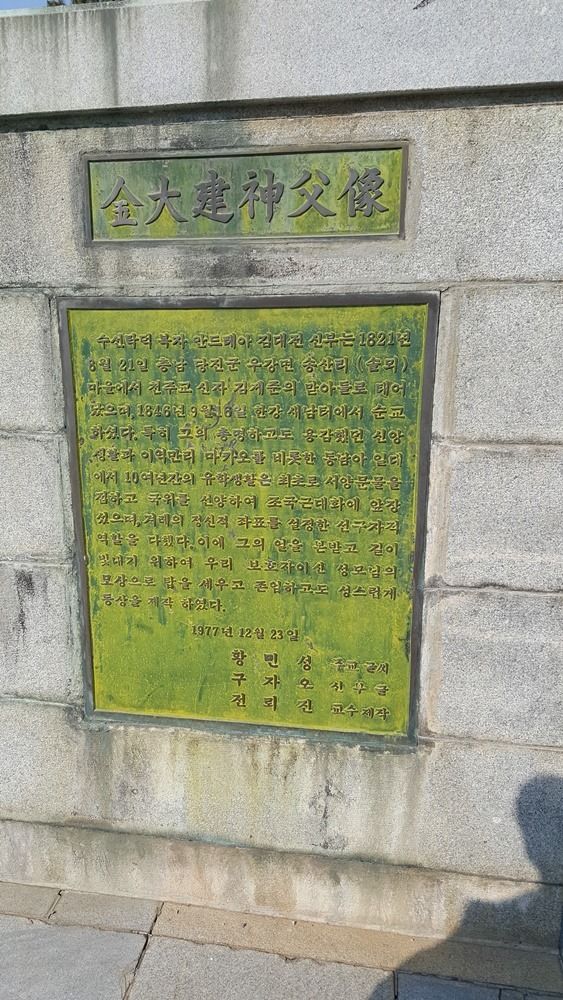 金大建神父像
수선탁덕 복자 안드레아 김대건 신부는 1821년
8월 21일 충남 당진군 우강면 송산리 (솔뫼)
마을에서 천주교 신자 김제준의 맏아들로 태어
났으며, 1846년 9월 16일 한강 새남터에서 순교
하셨다. 특히 그의 총명하고도 용감했던 신앙
생활과 이역만리 마카오를 비롯한 동남아 일대
에서 10여년간의 유학생활은 최초로 서양문물을
접하고 국위를 선양하여 조국근대화에 앞장
섰으며, 겨레의 정신적 좌표를 설정한 선구자적
역할을 다했다. 이에 그의 얼을 본받고 길이
빛내기 위하여 우리 보호자이신 성모님의
모상으로 탑을 세우고 존엄하고도 성스런게
동상을 제작 하였다.
1977년 12월 23일
황 민 성 주교 글씨
구 자 오 신부 글
전 뢰 진 교수 제작